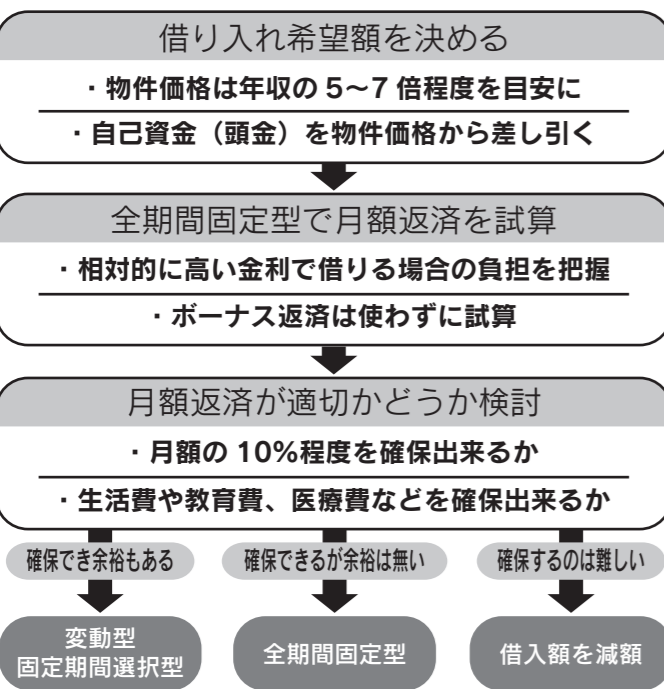 借り入れ希望額を決める
・物件価格は年収の 5〜7 倍程度を目安に
・自己資金（頭金）を物件価格から差し引く
全期間固定型で月額返済を試算
・相対的に高い金利で借りる場合の負担を把握
・ボーナス返済は使わずに試算
月額返済が適切かどうか検討
・月額の 10%程度を確保出来るか
・生活費や教育費、医療費などを確保出来るか
確保でき余裕もある
確保できるが余裕は無い
確保するのは難しい
変動型
固定期間選択型
全期間固定型
借入額を減額